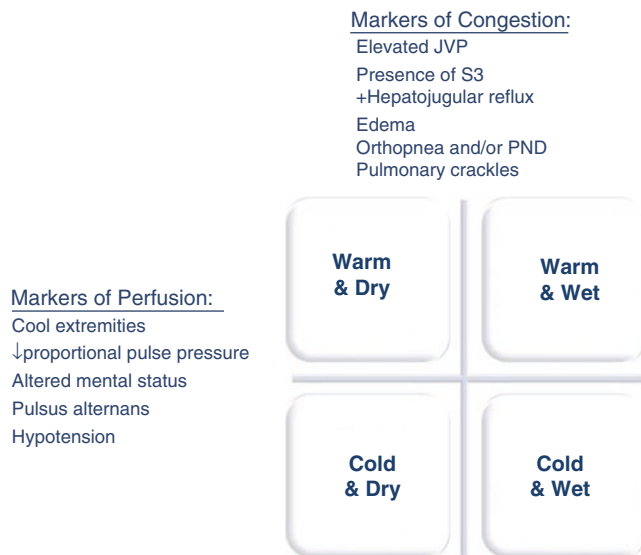 Markers of Congestion:
Elevated JVP
Presence of S3
+Hepatojugular reflux
Edema
Orthopnea and/or PND
Pulmonary crackles
Warm
& Dry
Warm
& Wet
Markers of Perfusion:
Cool extremities
↓proportional pulse pressure
Altered mental status
Pulsus alternans
Hypotension
Cold
& Dry
Cold
& Wet